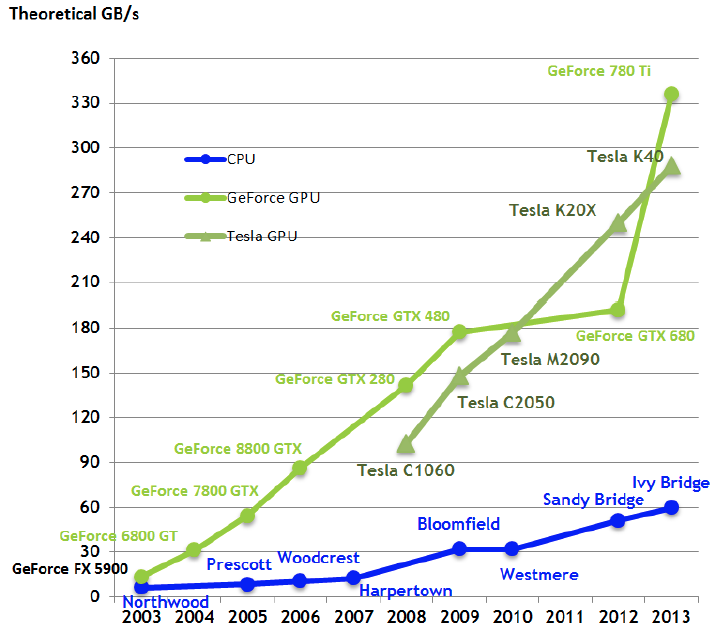 Theoretical GB/s
360
GeForce 780 Ti
330
300
CPU
Tesla K40
270
GeForce GPU
Tesla K20X
240
Tesla GPU
210
GeForce GTX 480
180
GeForce GTX 680
Tesla M2090
150
GeForce GTX 280
Tesla C2050
120
GeForce 8800 GTX
Tesla C1060
90
GeForce 7800 GTX
Ivy Bridge
Sandy Bridge
60
GeForce 6800 GT
Bloomfield
30
GeForce FX 5900
Prescott
Woodcrest
Westmere
Harpertown
0
Northwood
2003 2004 2005 2006 2007 2008 2009 2010 2011 2012 2013